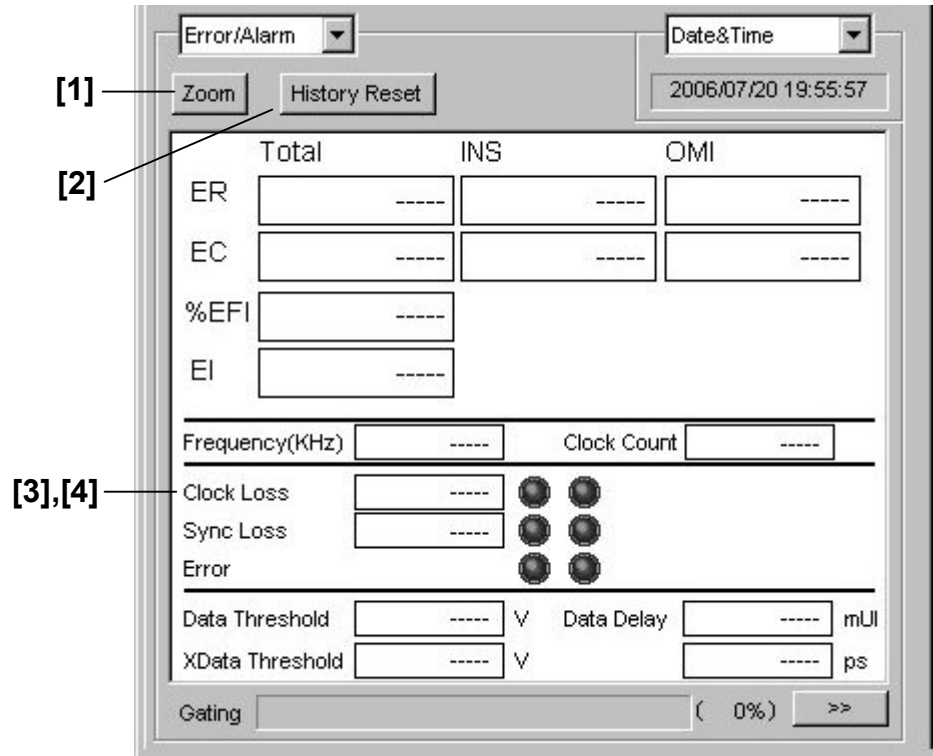 Error/Alarm Date&Time
[1] Zoom History Reset 2006/07/20 19:55:57
Total INS OMI
[2]
ER ----- ----- -----
EC ----- ----- -----
%EFI -----
EI -----
Frequency(KHz) ----- Clock Count -----
[3],[4] Clock Loss -----
Sync Loss -----
Error
Data Threshold ----- V Data Delay ----- mUI
XData Threshold ----- V ----- ps
Gating ( 0%) >>